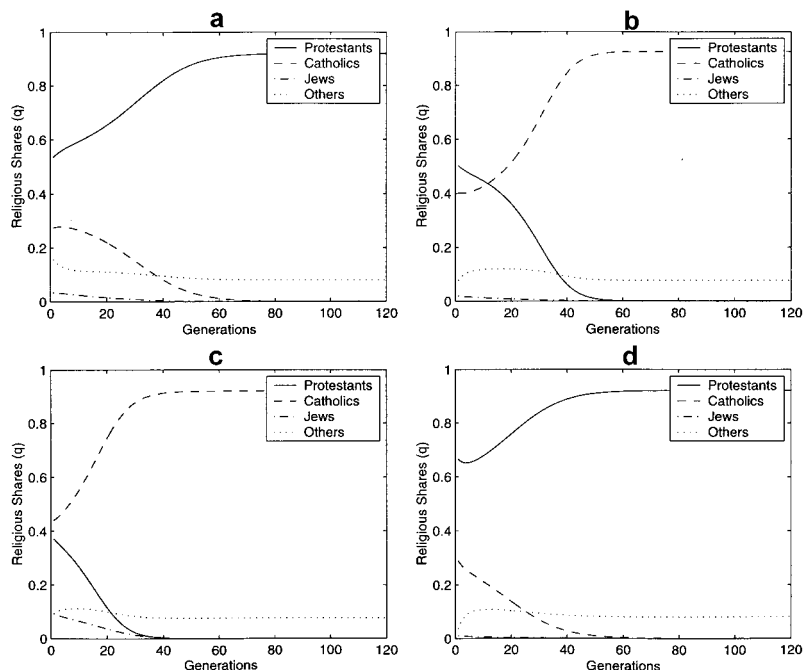 a
1
0.8
0.6
0.4
0.2
0
Religious Shares (q)
0 20 40 60 80 100 120
Generations
Protestants
Catholics
Jews
Others
b
1
0.8
0.6
0.4
0.2
0
Religious Shares (q)
0 20 40 60 80 100 120
Generations
Protestants
Catholics
Jews
Others
c
1
0.8
0.6
0.4
0.2
0
Religious Shares (q)
0 20 40 60 80 100 120
Generations
Protestants
Catholics
Jews
Others
d
1
0.8
0.6
0.4
0.2
0
Religious Shares (q)
0 20 40 60 80 100 120
Generations
Protestants
Catholics
Jews
Others